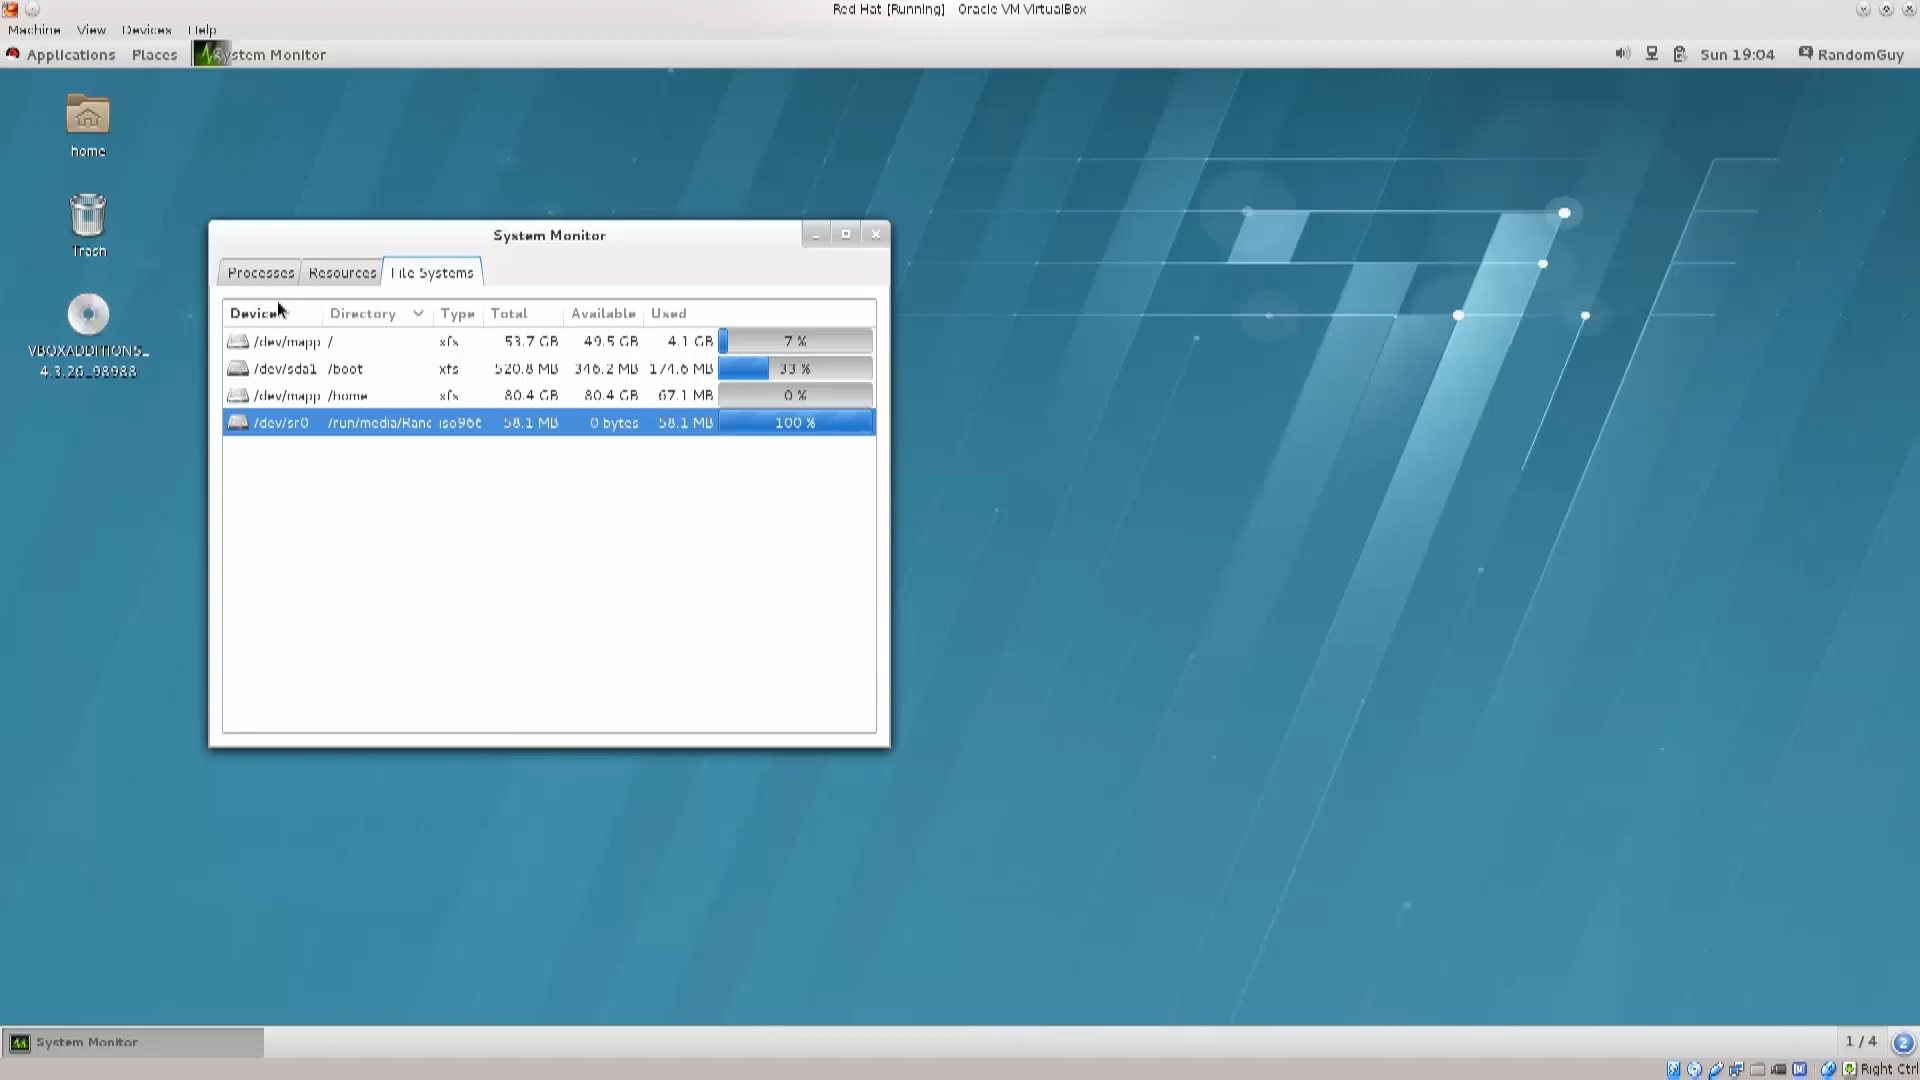 Red Hat [Running] Oracle VM VirtualBox
Machine View Devices Help
Applications Places System Monitor Sun 19:04 RandomGuy
home
Trash
VBOXADDITIONS_
4.3.26_98988
System Monitor
Processes Resources File Systems
Device Directory Type Total Available Used
/dev/mapp / xfs 53.7 GB 49.5 GB 4.1 GB 7 %
/dev/sda1 /boot xfs 520.8 MB 346.2 MB 174.6 MB 33 %
/dev/mapp /home xfs 80.4 GB 80.4 GB 67.1 MB 0 %
/dev/sr0 /run/media/Ranc iso966 58.1 MB 0 bytes 58.1 MB 100 %
System Monitor 1 / 4 2
Right Ctrl